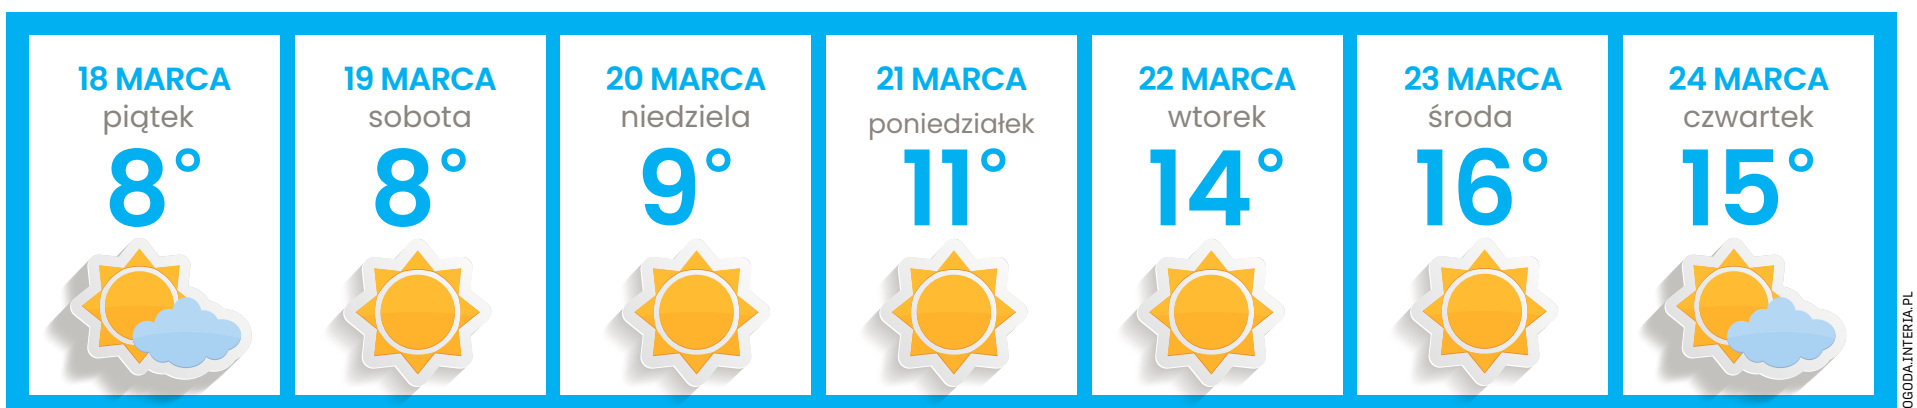 18 MARCA
piątek
8°
19 MARCA
sobota
8°
20 MARCA
niedziela
9°
21 MARCA
poniedziałek
11°
22 MARCA
wtorek
14°
23 MARCA
środa
16°
24 MARCA
czwartek
15°
OGODA.INTERIA.PL